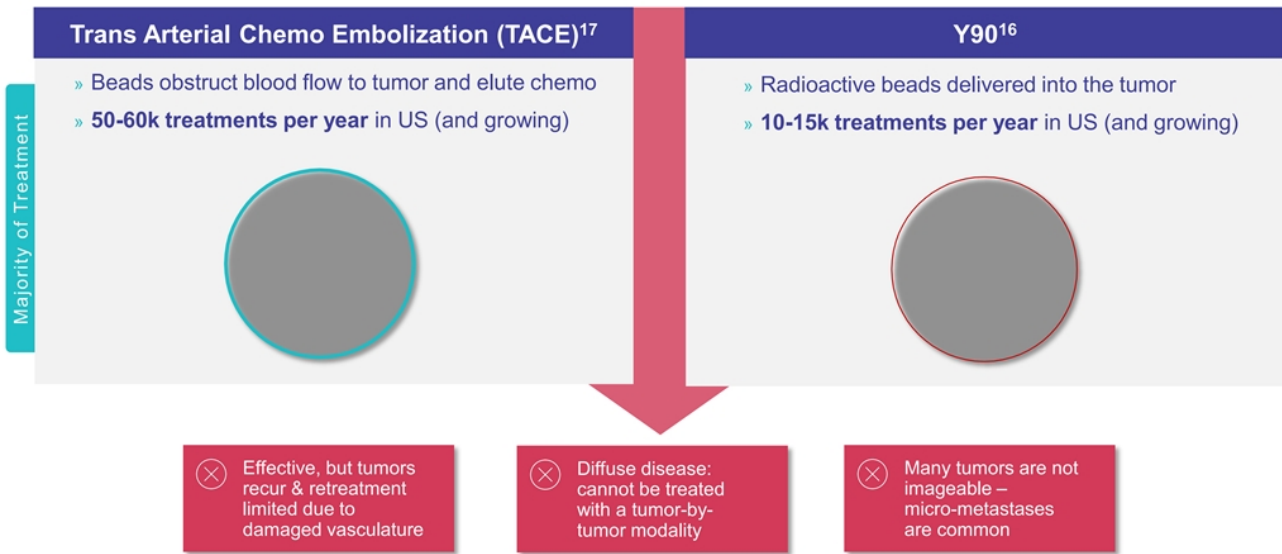 Trans Arterial Chemo Embolization (TACE)17
» Beads obstruct blood flow to tumor and elute chemo
» 50-60k treatments per year in US (and growing)
Y9016
» Radioactive beads delivered into the tumor
» 10-15k treatments per year in US (and growing)
Majority of Treatment
Effective, but tumors
recur & retreatment
limited due to
damaged vasculature
Diffuse disease:
cannot be treated
with a tumor-by-
tumor modality
Many tumors are not
imageable –
micro-metastases
are common